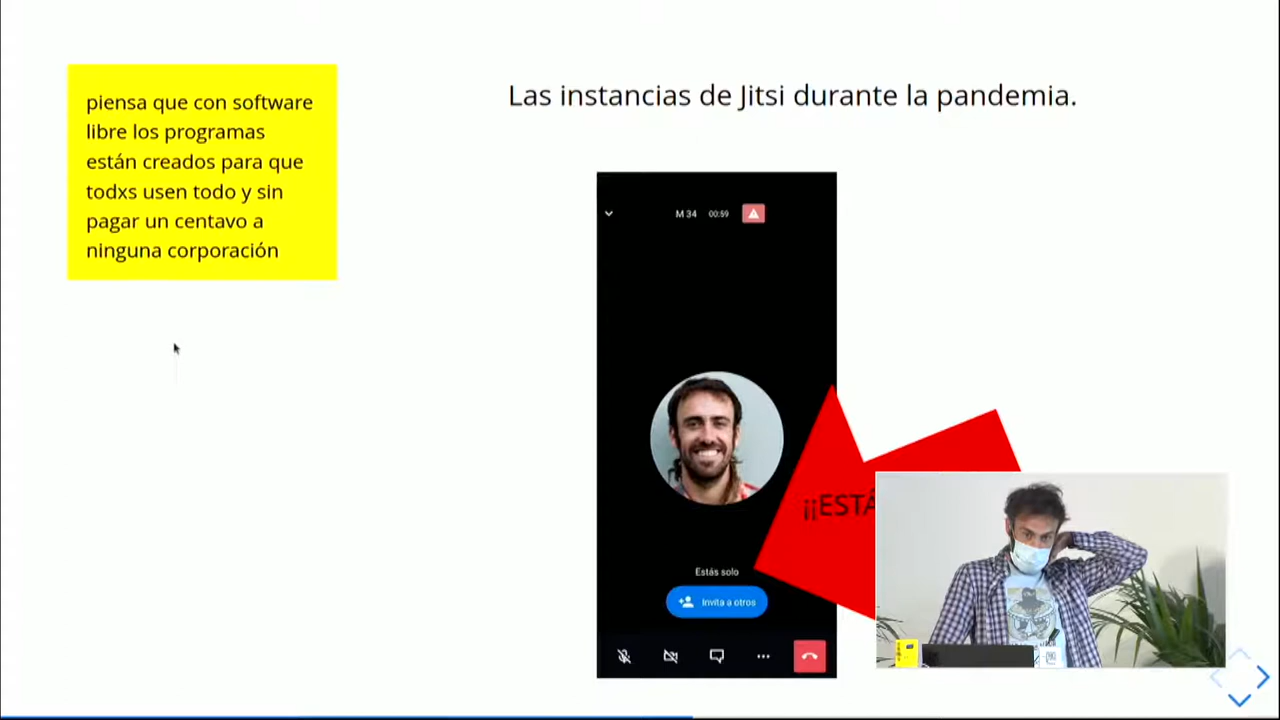 piensa que con software
libre los programas
están creados para que
todxs usen todo y sin
pagar un centavo a
ninguna corporación
Las instancias de Jitsi durante la pandemia.
M 34 00:59
¡¡ESTÁ
Estás solo
Invita a otros